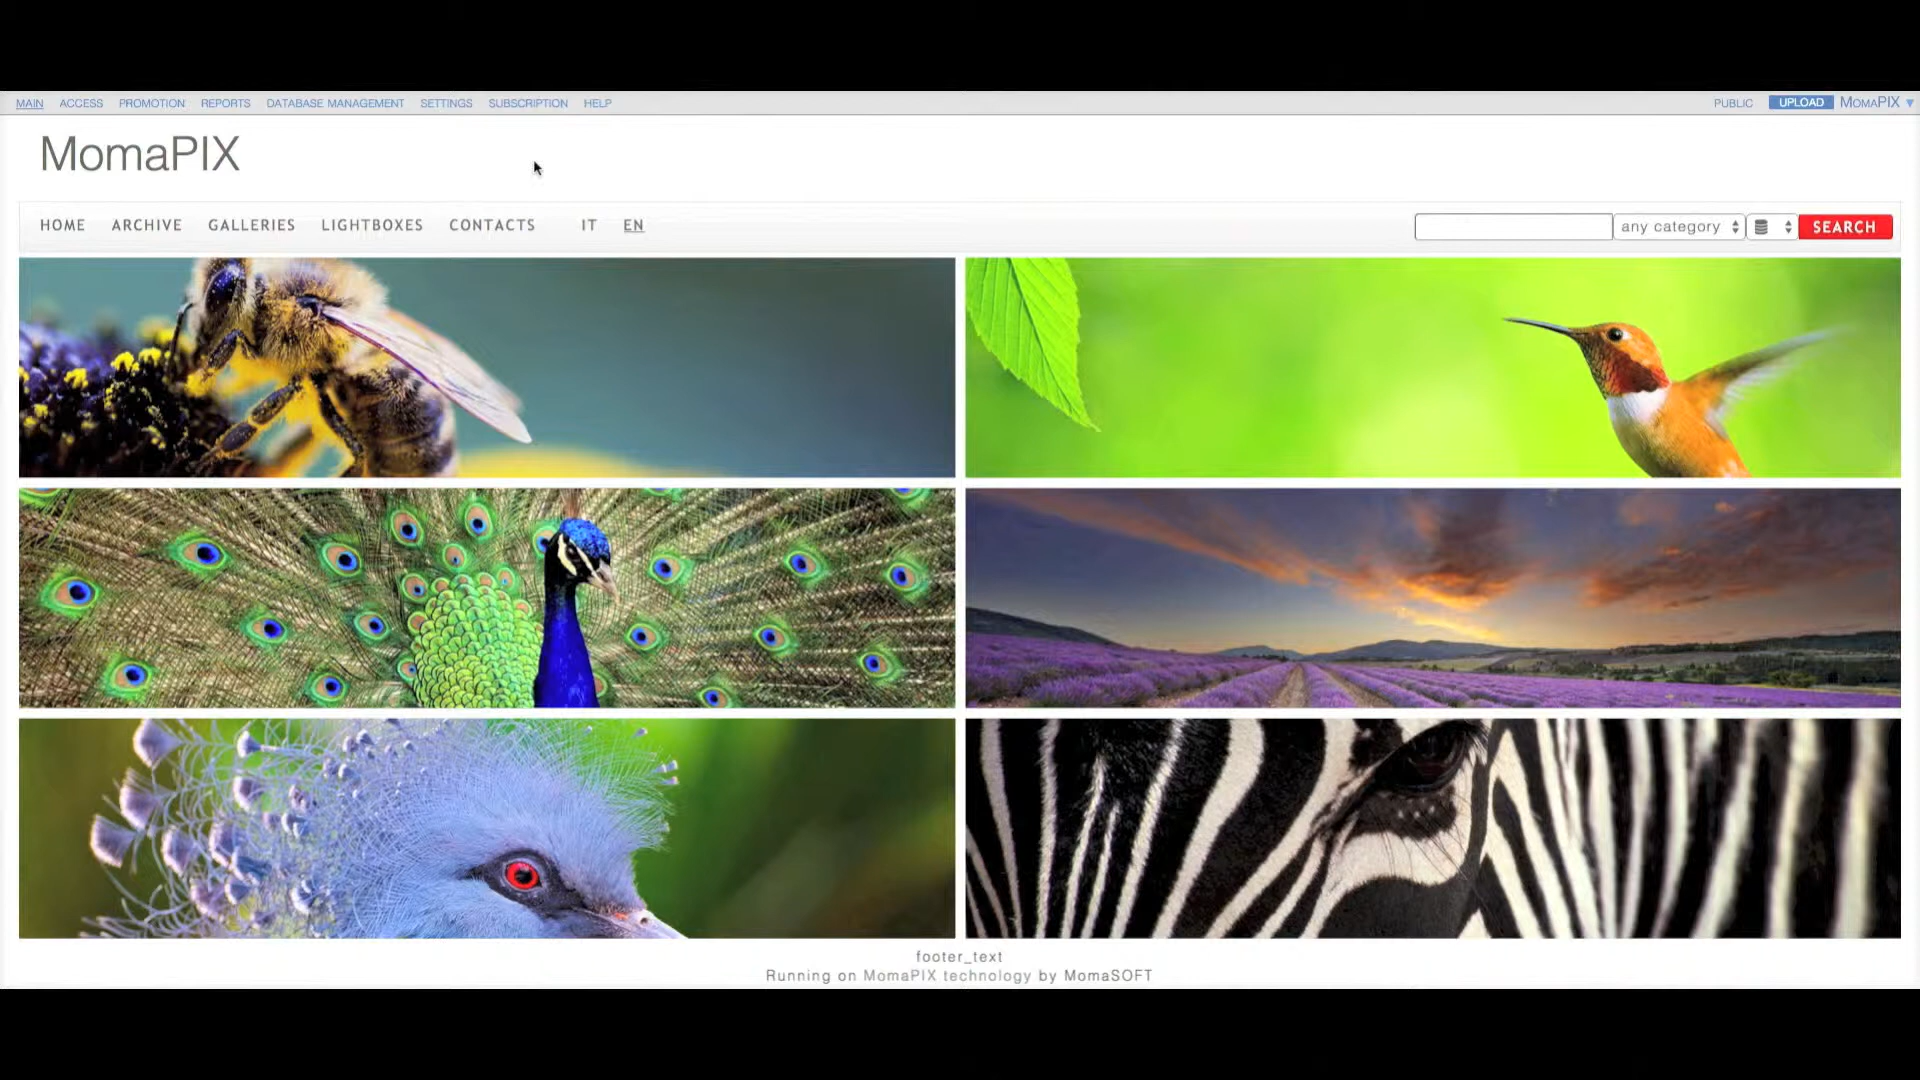 MAIN ACCESS PROMOTION REPORTS DATABASE MANAGEMENT SETTINGS SUBSCRIPTION HELP PUBLIC UPLOAD MOMAPIX ▼
MomaPIX
HOME ARCHIVE GALLERIES LIGHTBOXES CONTACTS IT EN any category SEARCH
footer_text
Running on MomaPIX technology by MomaSOFT